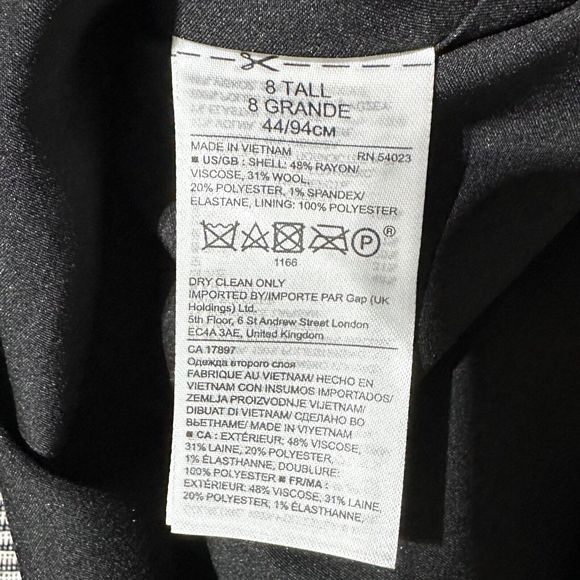 8 TALL
8 GRANDE
44/94CM
MADE IN VIETNAM RN 54023
■ US/GB : SHELL: 48% RAYON/
VISCOSE, 31% WOOL,
20% POLYESTER, 1% SPANDEX/
ELASTANE, LINING: 100% POLYESTER
P ®
1166
DRY CLEAN ONLY
IMPORTED BY/IMPORTE PAR Gap (UK
Holdings) Ltd.
5th Floor, 6 St Andrew Street London
EC4A 3AE, United Kingdom
CA 17897
Одежда второго слоя
FABRIQUE AU VIETNAM/ HECHO EN
VIETNAM CON INSUMOS IMPORTADOS/
ZEMLJA PROIZVODNJE VIJETNAM/
DIBUAT DI VIETNAM/ СДЕЛАНО ВО
ВЬЕТНАМЕ/ MADE IN VIYETNAM
■ CA : EXTÉRIEUR: 48% VISCOSE,
31% LAINE, 20% POLYESTER,
1% ÉLASTHANNE, DOUBLURE:
100% POLYESTER ■ FR/MA :
EXTÉRIEUR: 48% VISCOSE, 31% LAINE,
20% POLYESTER, 1% ÉLASTHANNE,